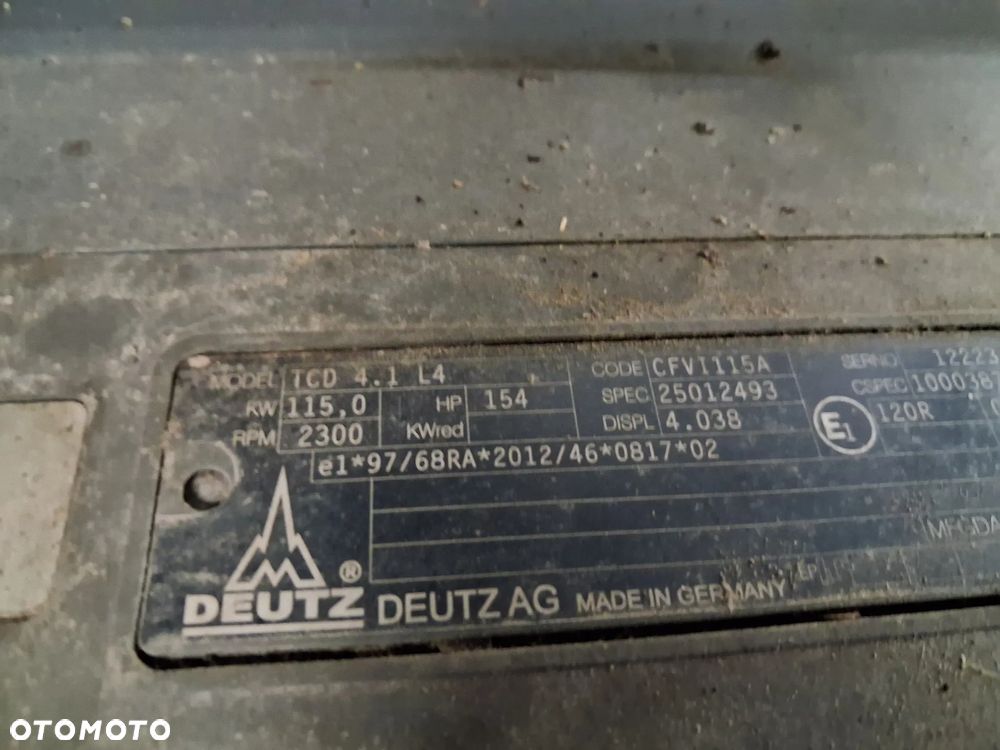 MODEL TCD 4.1 L4 CODE CFVI115A SERNO 12223
KW 115,0 HP 154 SPEC 25012493 CSPEC 100038
RPM 2300 KWred DISPL 4.038 E1 120R
e1*97/68RA*2012/46*0817*02
MFG.DA
DEUTZ ® DEUTZ AG MADE IN GERMANY
OTOMOTO